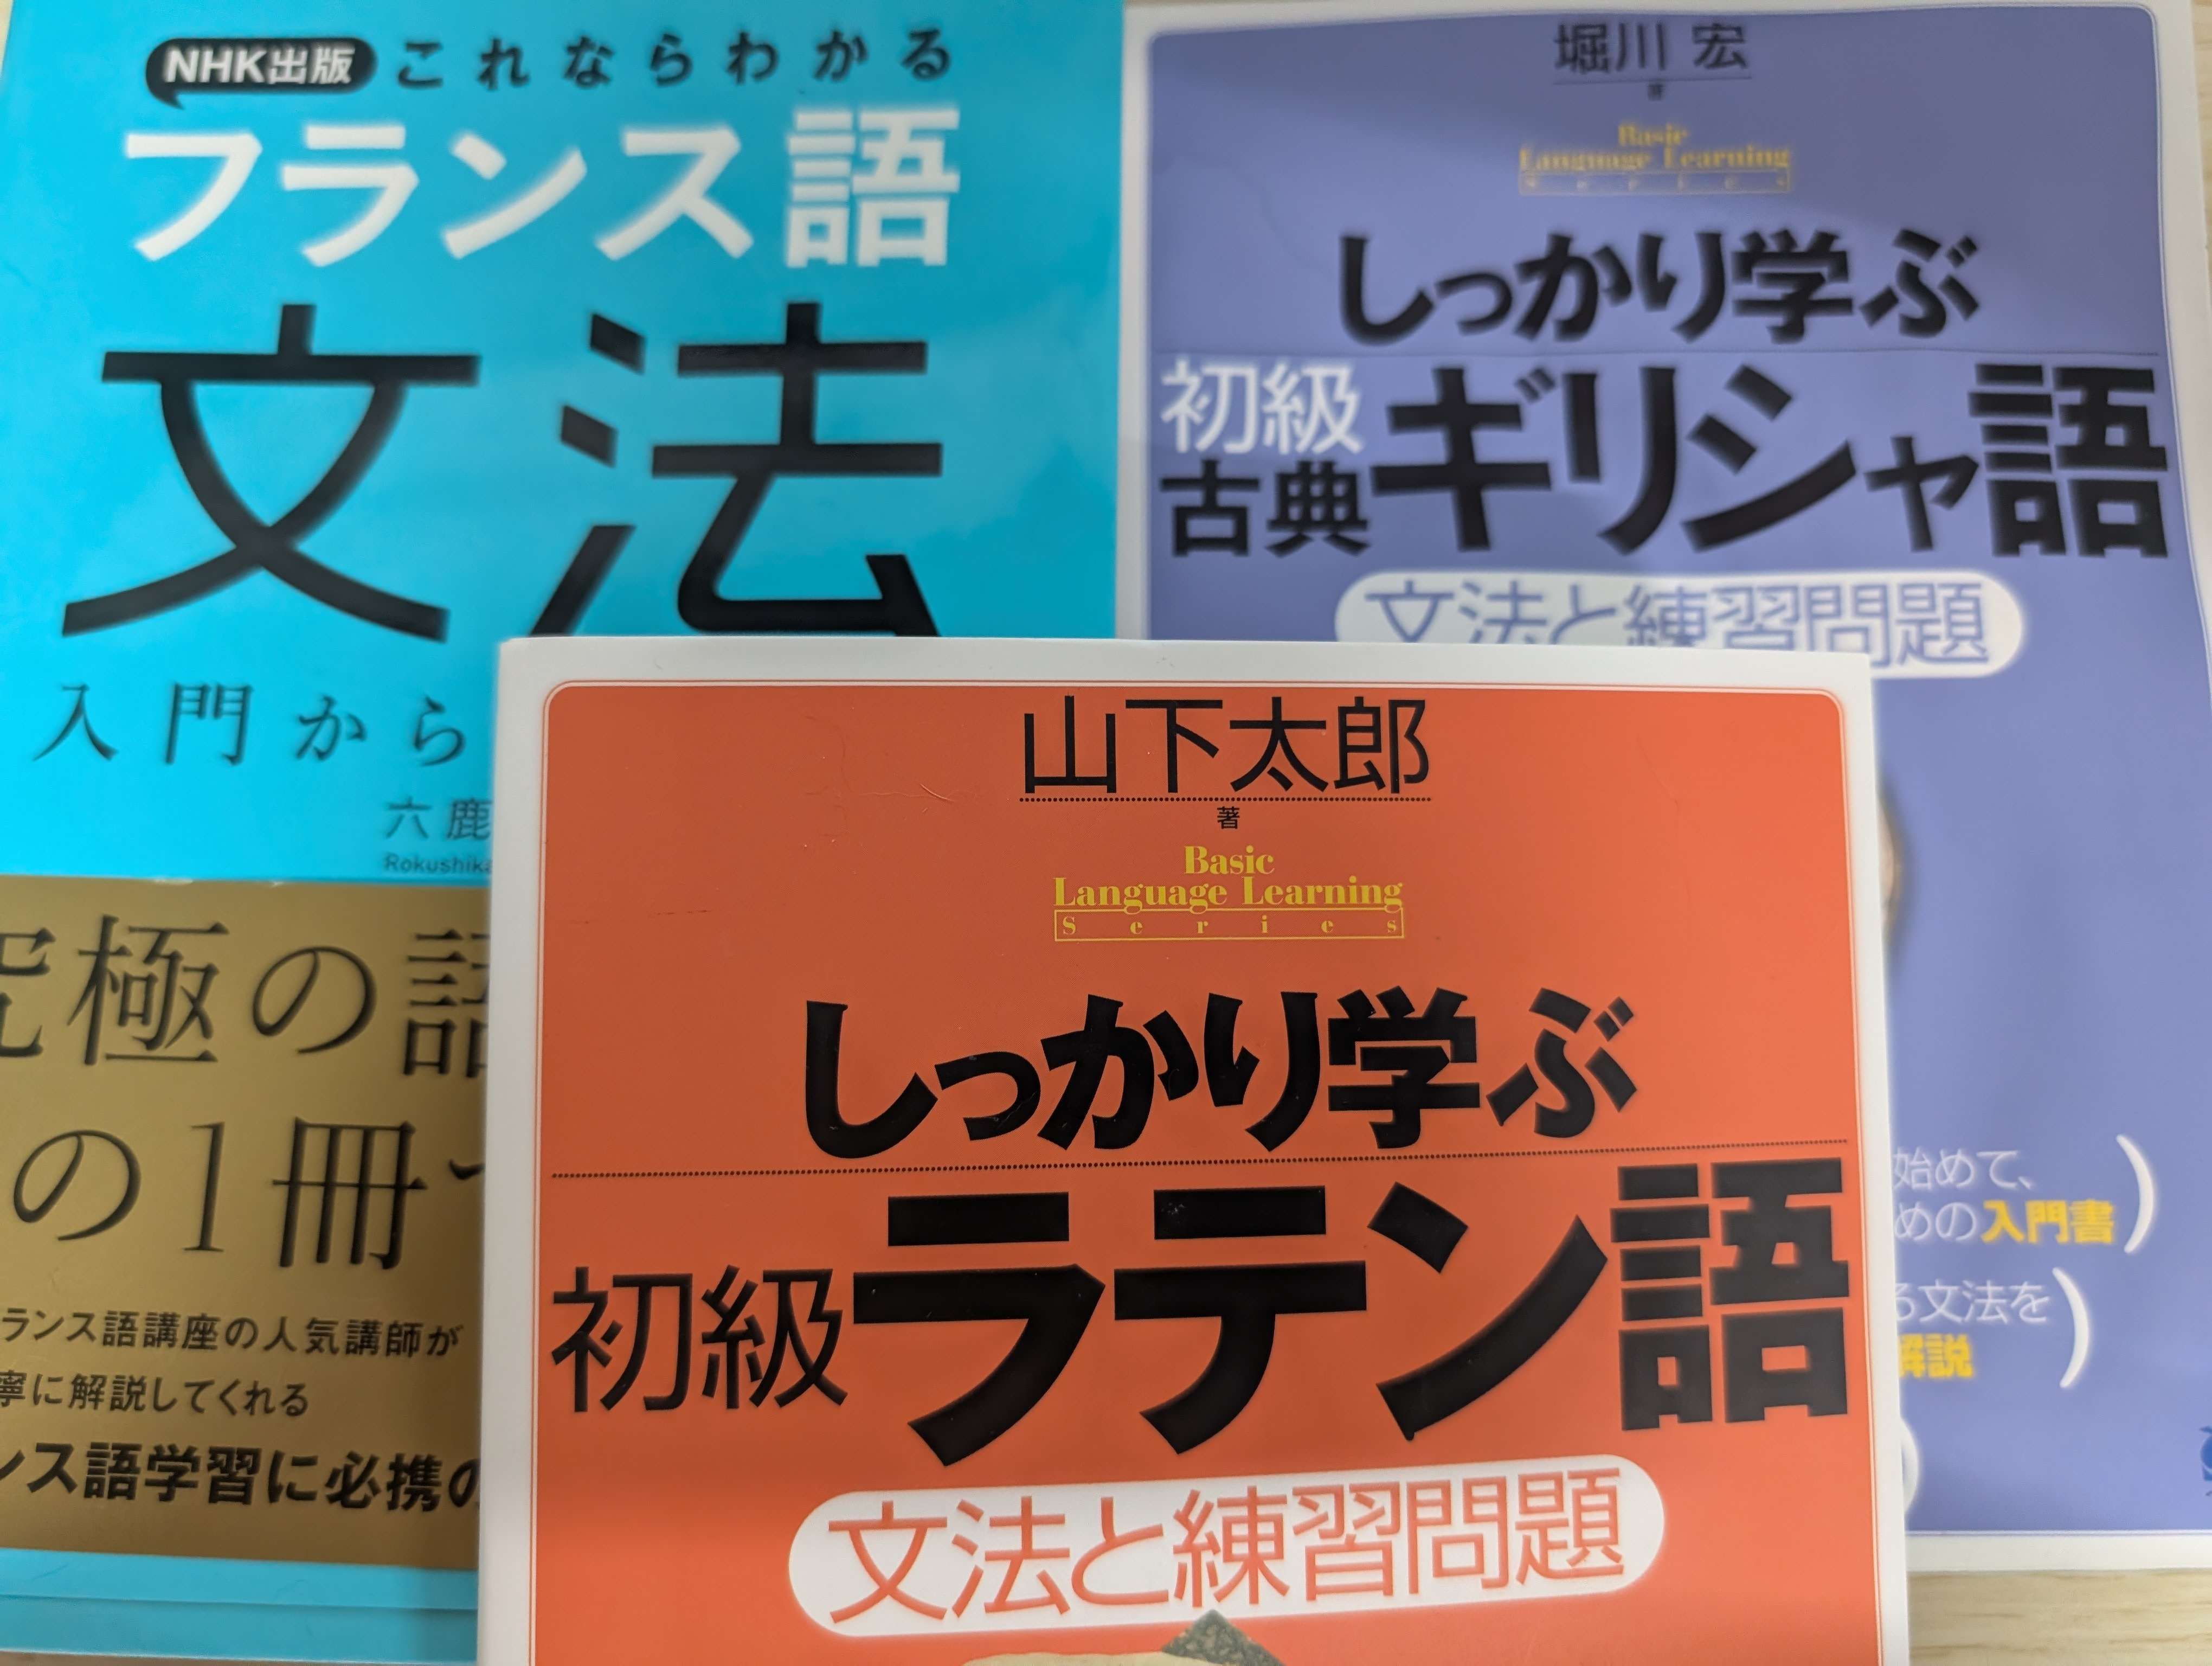 NHK出版 これならわかる
フランス語
文法
入門から
六鹿
Rokushika
極の
の1冊
ランス語講座の人気講師が
寧に解説してくれる
ンス語学習に必携の
堀川 宏
著
Basic
Language Learning
Series
しっかり学ぶ
初級
古典ギリシャ語
文法と練習問題
始めて、
めの入門書
る文法を
解説
山下太郎
著
Basic
Language Learning
Series
しっかり学ぶ
初級ラテン語
文法と練習問題